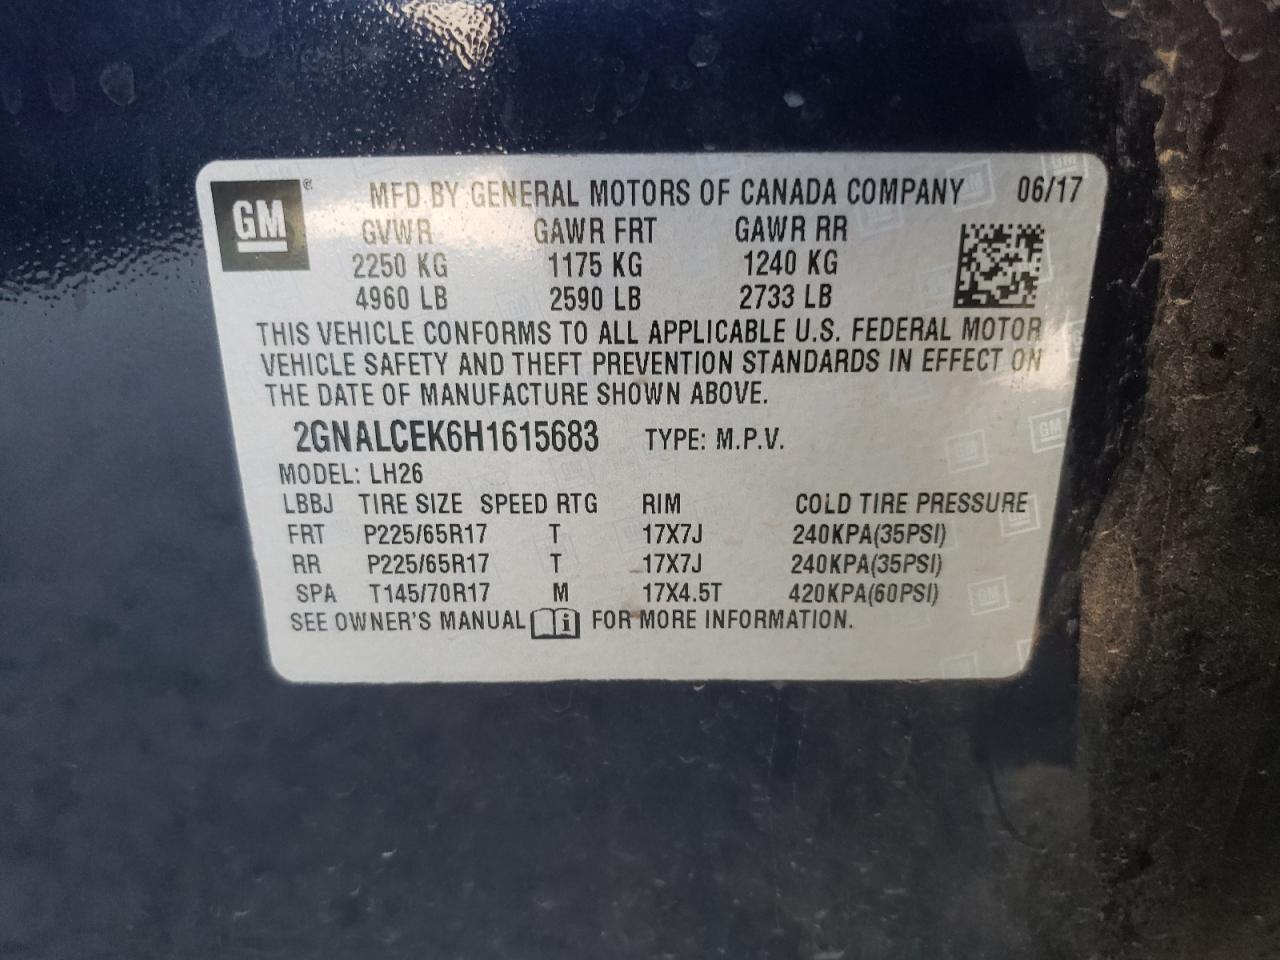 GM ® MFD BY GENERAL MOTORS OF CANADA COMPANY 06/17
GVWR GAWR FRT GAWR RR
2250 KG 1175 KG 1240 KG
4960 LB 2590 LB 2733 LB
THIS VEHICLE CONFORMS TO ALL APPLICABLE U.S. FEDERAL MOTOR
VEHICLE SAFETY AND THEFT PREVENTION STANDARDS IN EFFECT ON
THE DATE OF MANUFACTURE SHOWN ABOVE.
2GNALCEK6H1615683 TYPE: M.P.V.
MODEL: LH26
LBBJ TIRE SIZE SPEED RTG RIM COLD TIRE PRESSURE
FRT P225/65R17 T 17X7J 240KPA(35PSI)
RR P225/65R17 T 17X7J 240KPA(35PSI)
SPA T145/70R17 M 17X4.5T 420KPA(60PSI)
SEE OWNER'S MANUAL i FOR MORE INFORMATION.